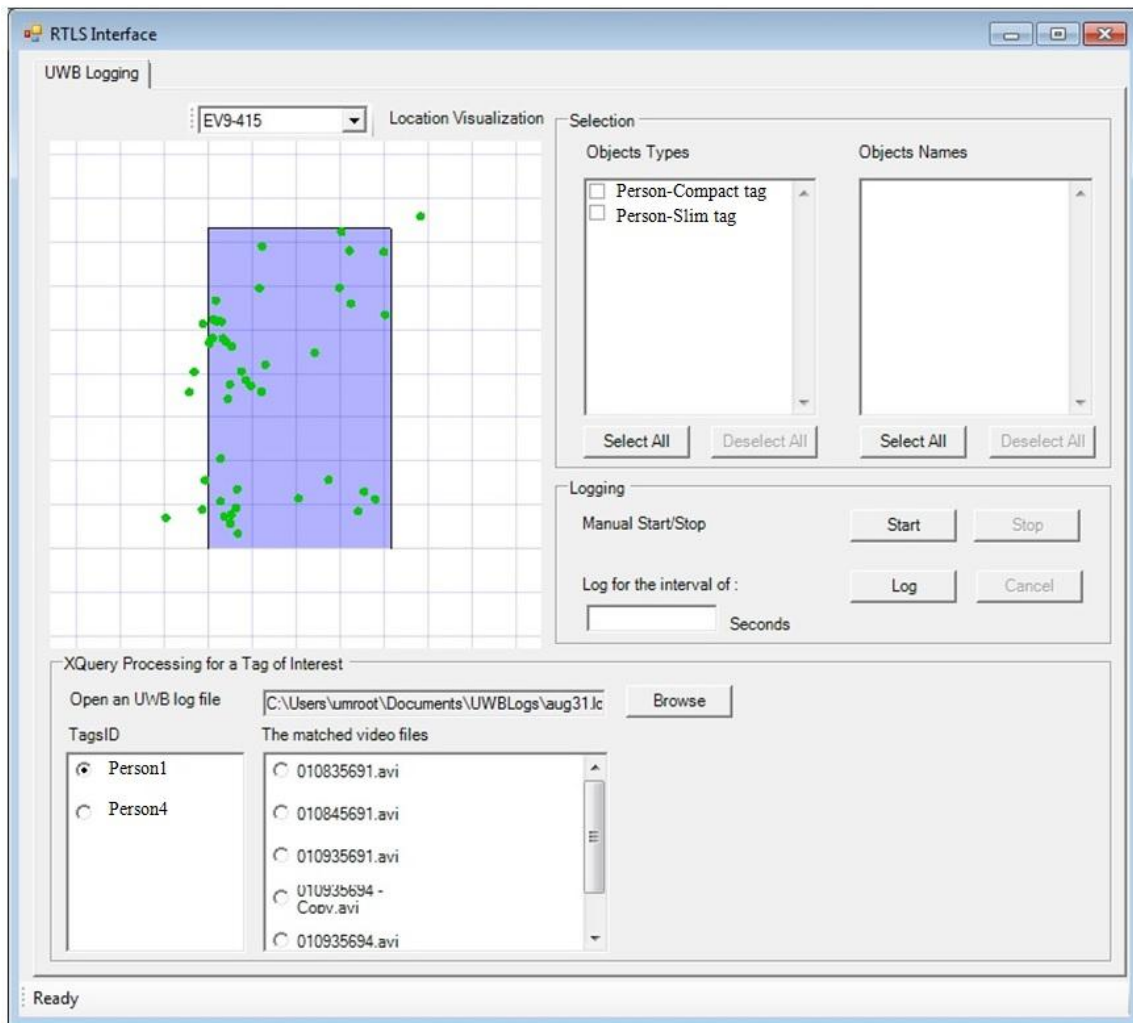 RTLS Interface
UWB Logging
EV9-415
Location Visualization
Selection
Objects Types
Objects Names
Person-Compact tag
Person-Slim tag
Select All
Deselect All
Select All
Deselect All
Logging
Manual Start/Stop
Start
Stop
Log for the interval of :
Log
Cancel
Seconds
XQuery Processing for a Tag of Interest
Open an UWB log file
C:\Users\umroot\Documents\UWBLogs\aug31.lc
Browse
TagsID
The matched video files
Person1
Person4
010835691.avi
010845691.avi
010935691.avi
010935694 -
Copy.avi
010935694.avi
Ready